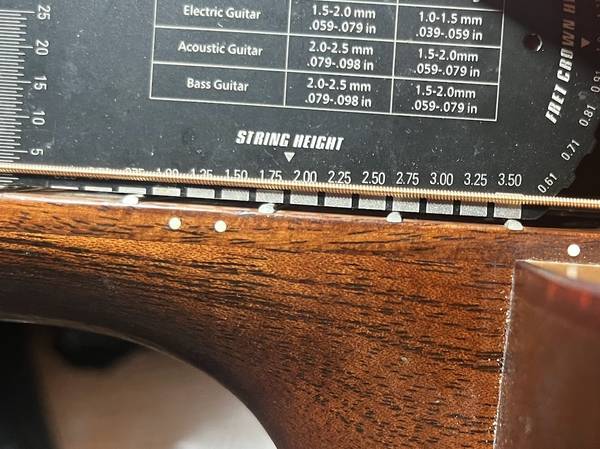 25
20
15
10
5
Electric Guitar 1.5-2.0 mm 1.0-1.5 mm
.059-.079 in .039-.059 in
Acoustic Guitar 2.0-2.5 mm 1.5-2.0mm
.079-.098 in .059-.079 in
Bass Guitar 2.0-2.5 mm 1.5-2.0mm
.079-.098 in .059-.079 in
STRING HEIGHT
1.25 1.50 1.75 2.00 2.25 2.50 2.75 3.00 3.25 3.50
FRET CROWN
0.61 0.71 0.81